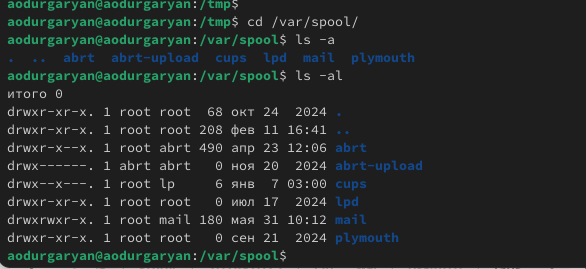 aodurgaryan@aodurgaryan:/tmp$
aodurgaryan@aodurgaryan:/tmp$ cd /var/spool/
aodurgaryan@aodurgaryan:/var/spool$ ls -a
. .. abrt abrt-upload cups lpd mail plymouth
aodurgaryan@aodurgaryan:/var/spool$ ls -al
итого 0
drwxr-xr-x. 1 root root 68 окт 24 2024 .
drwxr-xr-x. 1 root root 208 фев 11 16:41 ..
drwxr-x--x. 1 root abrt 490 апр 23 12:06 abrt
drwx------. 1 abrt abrt 0 ноя 20 2024 abrt-upload
drwx--x---. 1 root lp 6 янв 7 03:00 cups
drwxr-xr-x. 1 root root 0 июл 17 2024 lpd
drwxrwxr-x. 1 root mail 180 мая 31 10:12 mail
drwxr-xr-x. 1 root root 0 сен 21 2024 plymouth
aodurgaryan@aodurgaryan:/var/spool$